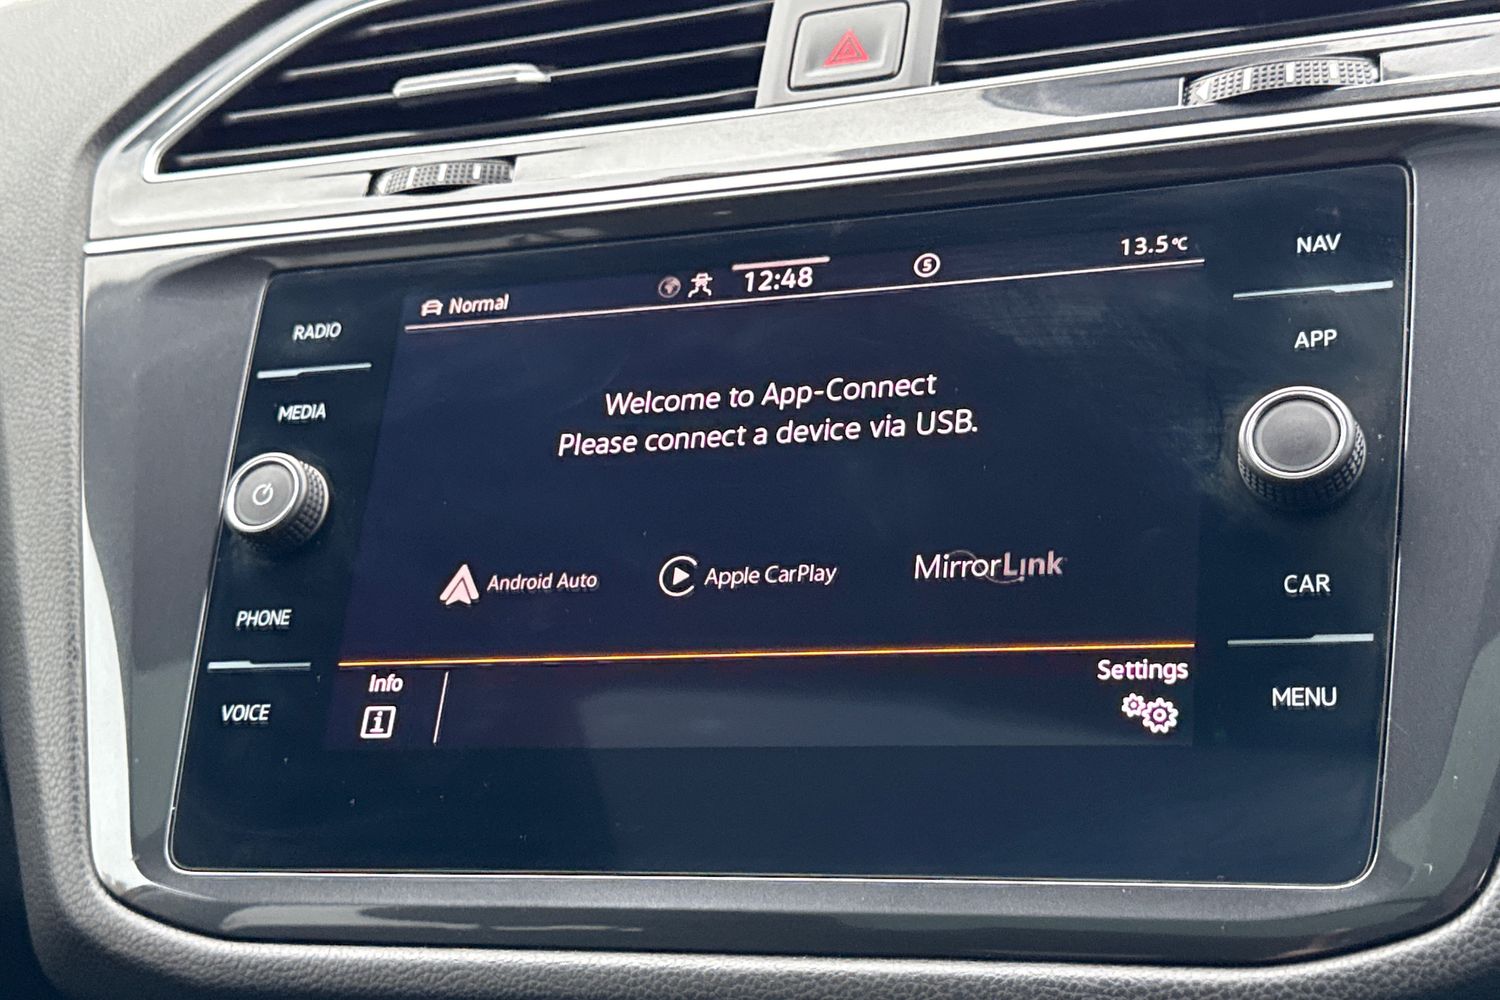 Normal
12:48
5
13.5°C
RADIO
MEDIA
PHONE
VOICE
Welcome to App-Connect
Please connect a device via USB.
Android Auto
Apple CarPlay
MirrorLink
Info
i
Settings
NAV
APP
CAR
MENU